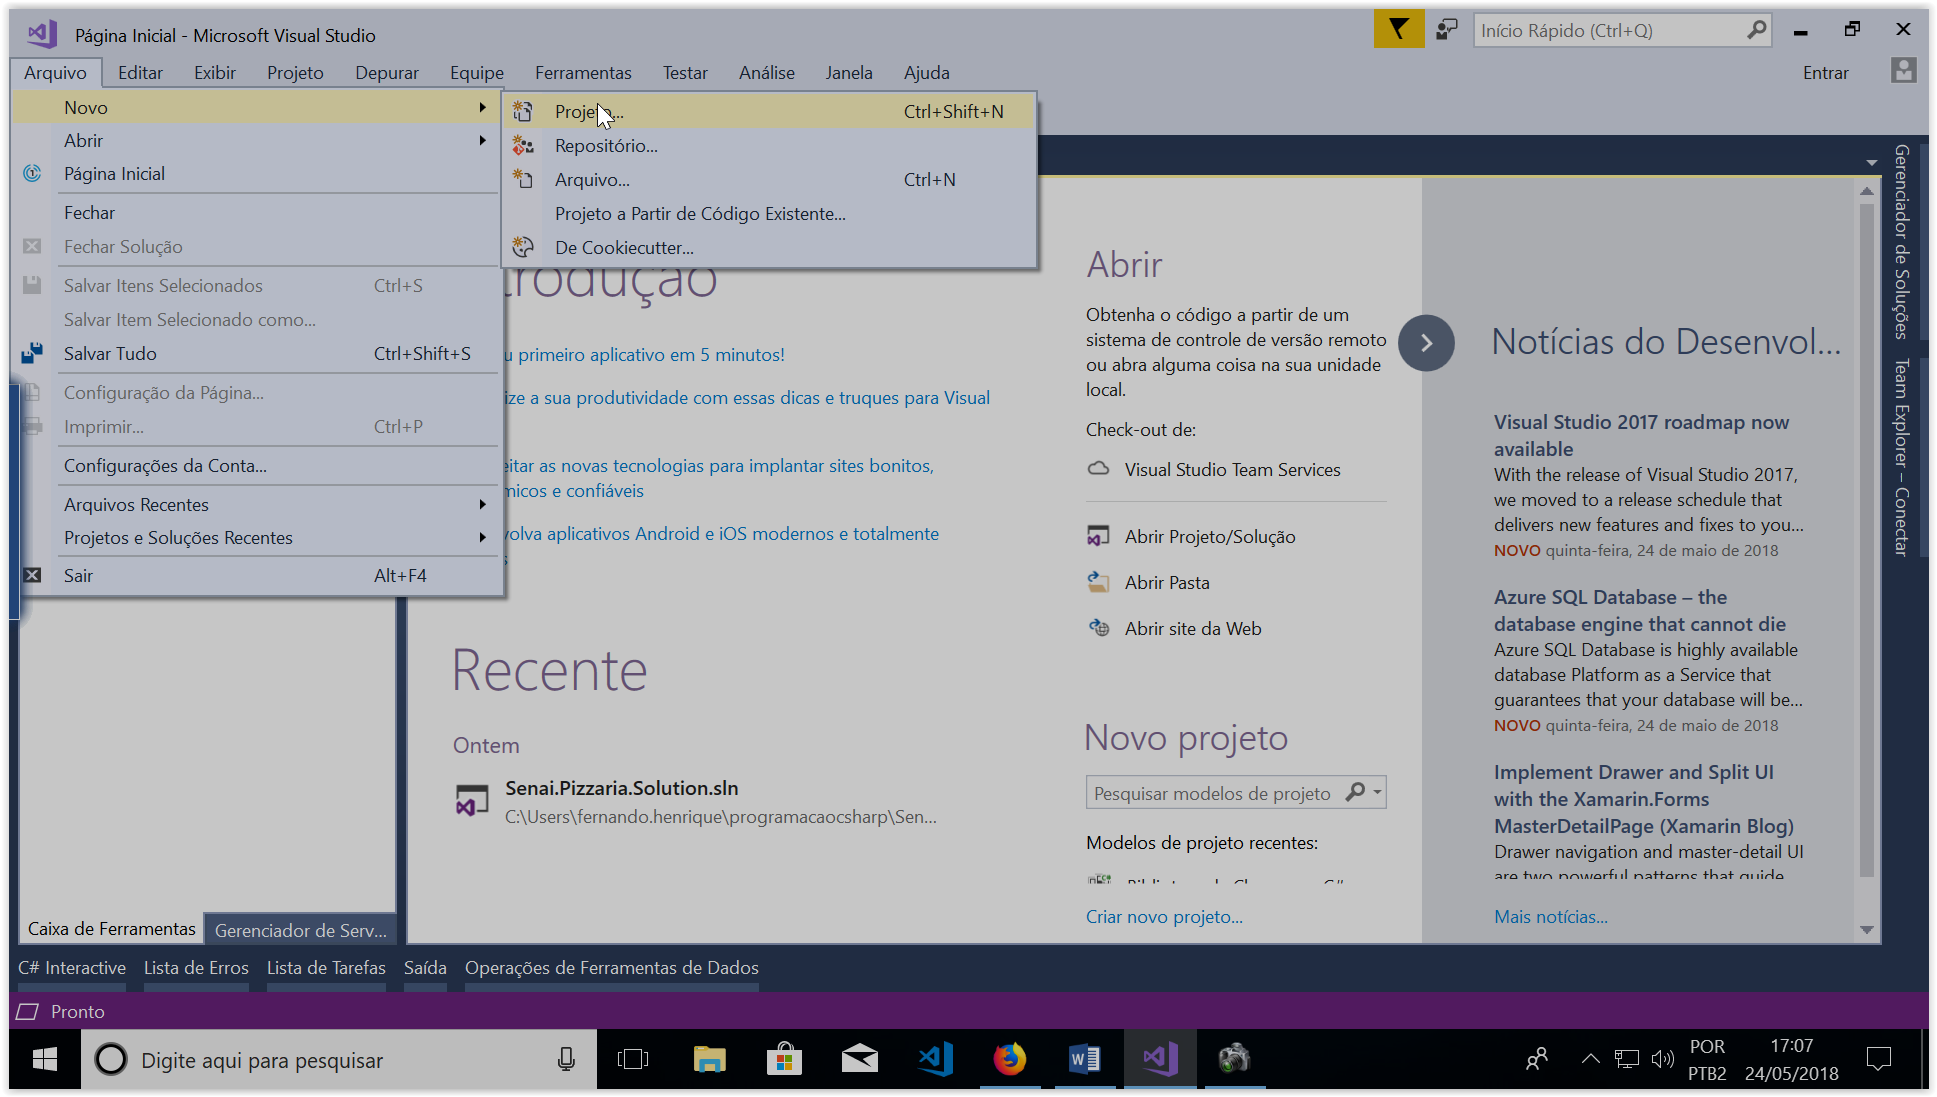 Página Inicial - Microsoft Visual Studio
Início Rápido (Ctrl+Q)
Arquivo Editar Exibir Projeto Depurar Equipe Ferramentas Testar Análise Janela Ajuda Entrar
Novo
Abrir
Página Inicial
Fechar
Fechar Solução
Salvar Itens Selecionados Ctrl+S
Salvar Item Selecionado como...
Salvar Tudo Ctrl+Shift+S
Configuração da Página...
Imprimir... Ctrl+P
Configurações da Conta...
Arquivos Recentes
Projetos e Soluções Recentes
Sair Alt+F4
Projeto... Ctrl+Shift+N
Repositório...
Arquivo... Ctrl+N
Projeto a Partir de Código Existente...
De Cookiecutter...
trodução
u primeiro aplicativo em 5 minutos!
ize a sua produtividade com essas dicas e truques para Visual
eitar as novas tecnologias para implantar sites bonitos,
micos e confiáveis
volva aplicativos Android e iOS modernos e totalmente
s
Recente
Ontem
Senai.Pizzaria.Solution.sln
C:\Users\fernando.henrique\programacaocsharp\Sen...
Abrir
Obtenha o código a partir de um
sistema de controle de versão remoto
ou abra alguma coisa na sua unidade
local.
Check-out de:
Visual Studio Team Services
Abrir Projeto/Solução
Abrir Pasta
Abrir site da Web
Novo projeto
Pesquisar modelos de projeto
Modelos de projeto recentes:
Criar novo projeto...
Notícias do Desenvol...
Visual Studio 2017 roadmap now
available
With the release of Visual Studio 2017,
we moved to a release schedule that
delivers new features and fixes to you...
NOVO quinta-feira, 24 de maio de 2018
Azure SQL Database – the
database engine that cannot die
Azure SQL Database is highly available
database Platform as a Service that
guarantees that your database will be...
NOVO quinta-feira, 24 de maio de 2018
Implement Drawer and Split UI
with the Xamarin.Forms
MasterDetailPage (Xamarin Blog)
Drawer navigation and master-detail UI
are two powerful patterns that guide
Mais notícias...
Gerenciador de Soluções
Team Explorer – Conectar
Caixa de Ferramentas Gerenciador de Serv...
C# Interactive Lista de Erros Lista de Tarefas Saída Operações de Ferramentas de Dados
Pronto
Digite aqui para pesquisar
POR
PTB2
17:07
24/05/2018